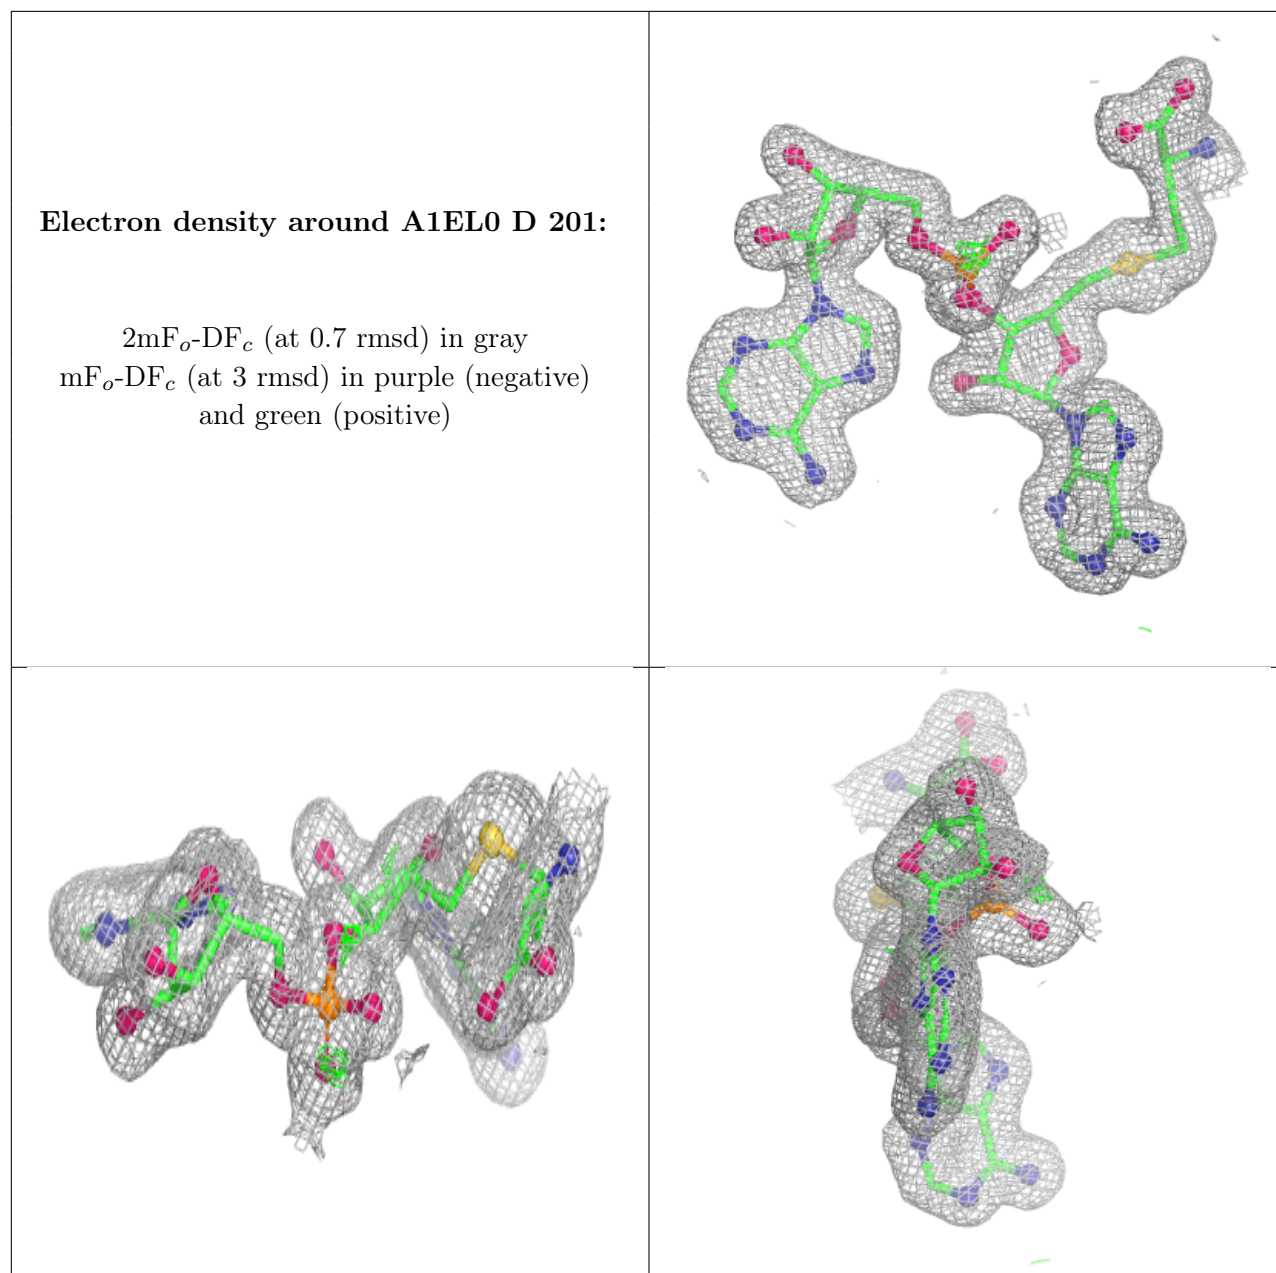 Electron density around A1EL0 D 201:
2mFo-DFc (at 0.7 rmsd) in gray
mFo-DFc (at 3 rmsd) in purple (negative)
and green (positive)